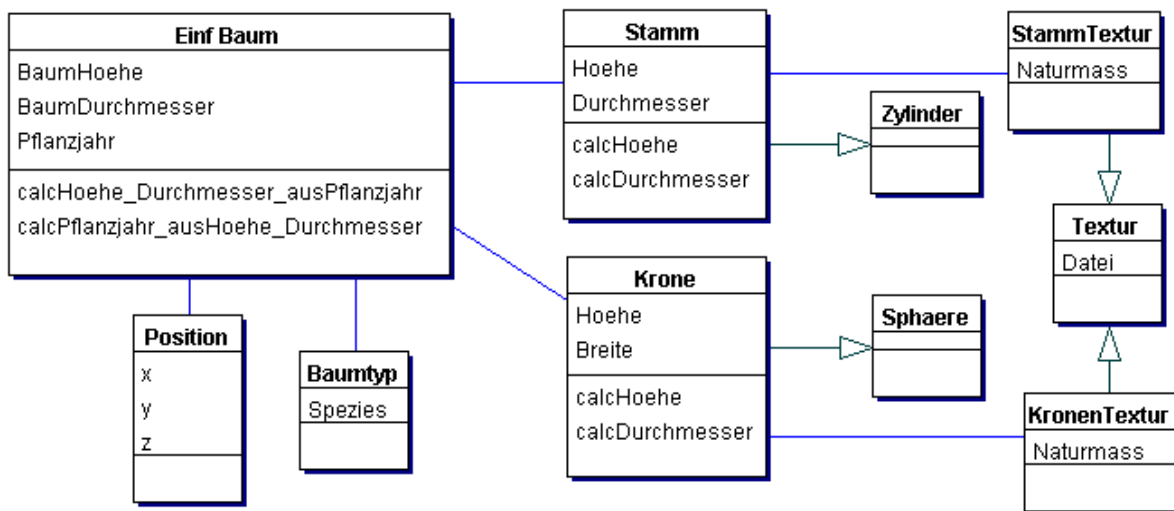 Einf Baum
BaumHoehe
BaumDurchmesser
Pflanzjahr
calcHoehe_Durchmesser_ausPflanzjahr
calcPflanzjahr_ausHoehe_Durchmesser
Stamm
Hoehe
Durchmesser
calcHoehe
calcDurchmesser
StammTextur
Naturmass
Zylinder
Textur
Datei
Krone
Hoehe
Breite
calcHoehe
calcDurchmesser
Sphaere
Position
x
y
z
Baumtyp
Spezies
KronenTextur
Naturmass